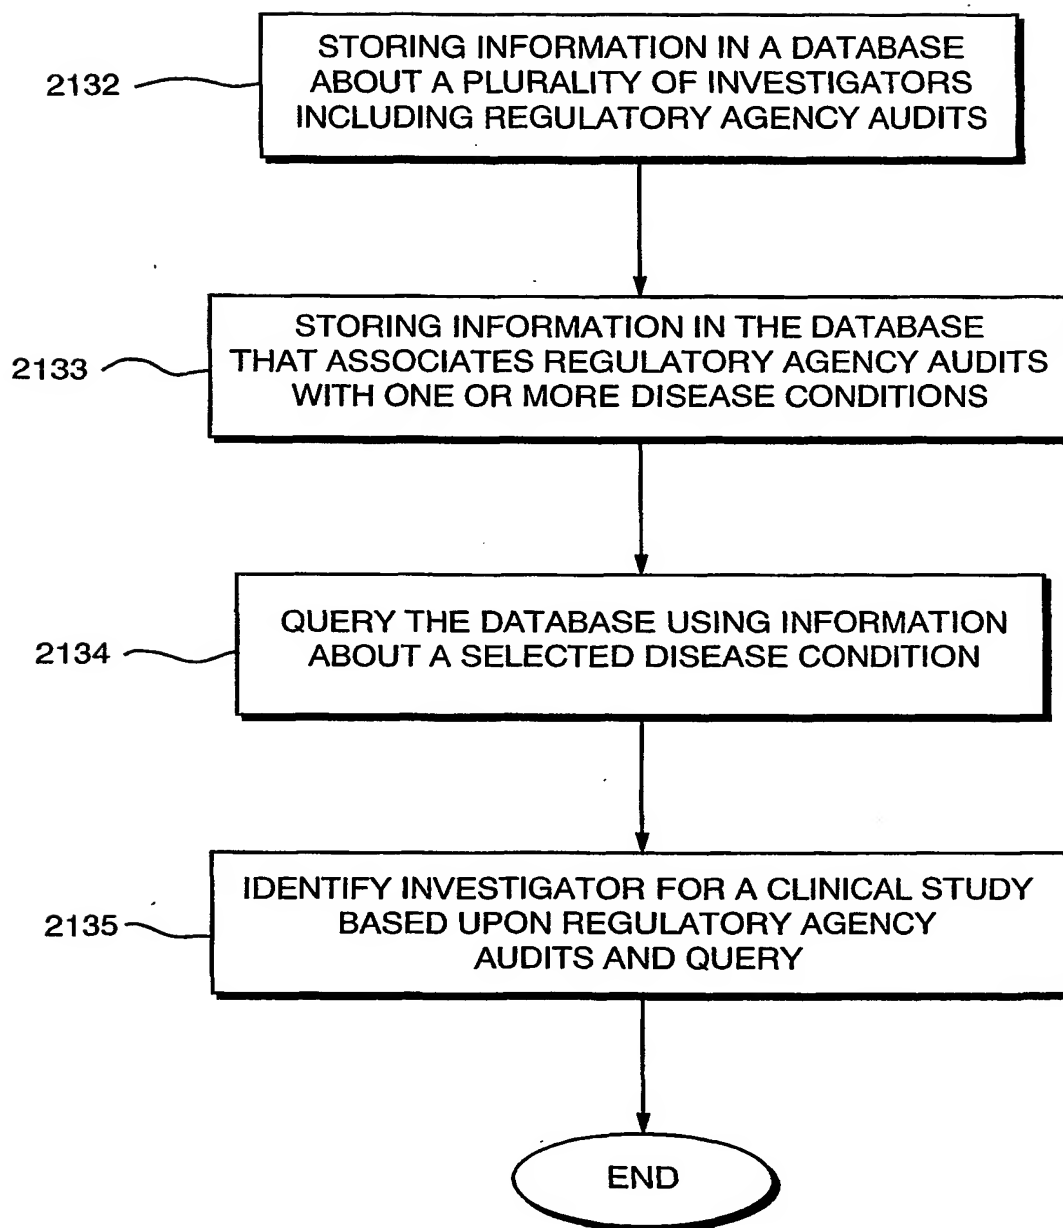 STORING INFORMATION IN A DATABASE
2132
ABOUT A PLURALITY OF INVESTIGATORS
INCLUDING REGULATORY AGENCY AUDITS
STORING INFORMATION IN THE DATABASE
2133
THAT ASSOCIATES REGULATORY AGENCY AUDITS
WITH ONE OR MORE DISEASE CONDITIONS
QUERY THE DATABASE USING INFORMATION
2134
ABOUT A SELECTED DISEASE CONDITION
IDENTIFY INVESTIGATOR FOR A CLINICAL STUDY
2135
BASED UPON REGULATORY AGENCY
AUDITS AND QUERY
END